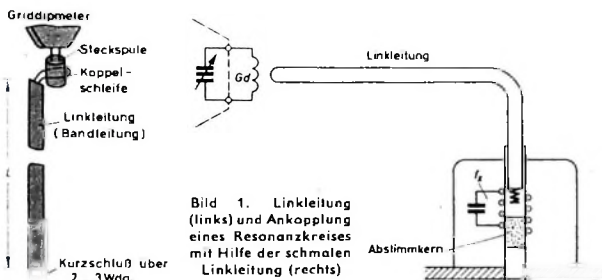 Griddipmeter
Steckspule
Koppel-
schleife
Linkleitung
(Bandleitung)
Kurzschluß über
2...3Wdg.
Gd
Linkleitung
fx
Abstimmkern
Bild 1. Linkleitung
(links) und Ankopplung
eines Resonanzkreises
mit Hilfe der schmalen
Linkleitung (rechts)